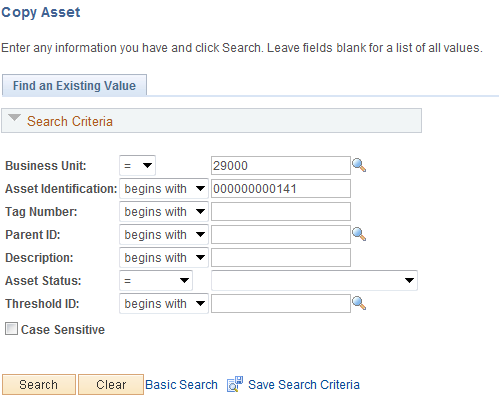 Copy Asset
Enter any information you have and click Search. Leave fields blank for a list of all values.
Find an Existing Value
Search Criteria
Business Unit: = 29000
Asset Identification: begins with 000000000141
Tag Number: begins with
Parent ID: begins with
Description: begins with
Asset Status: =
Threshold ID: begins with
Case Sensitive
Search Clear Basic Search Save Search Criteria